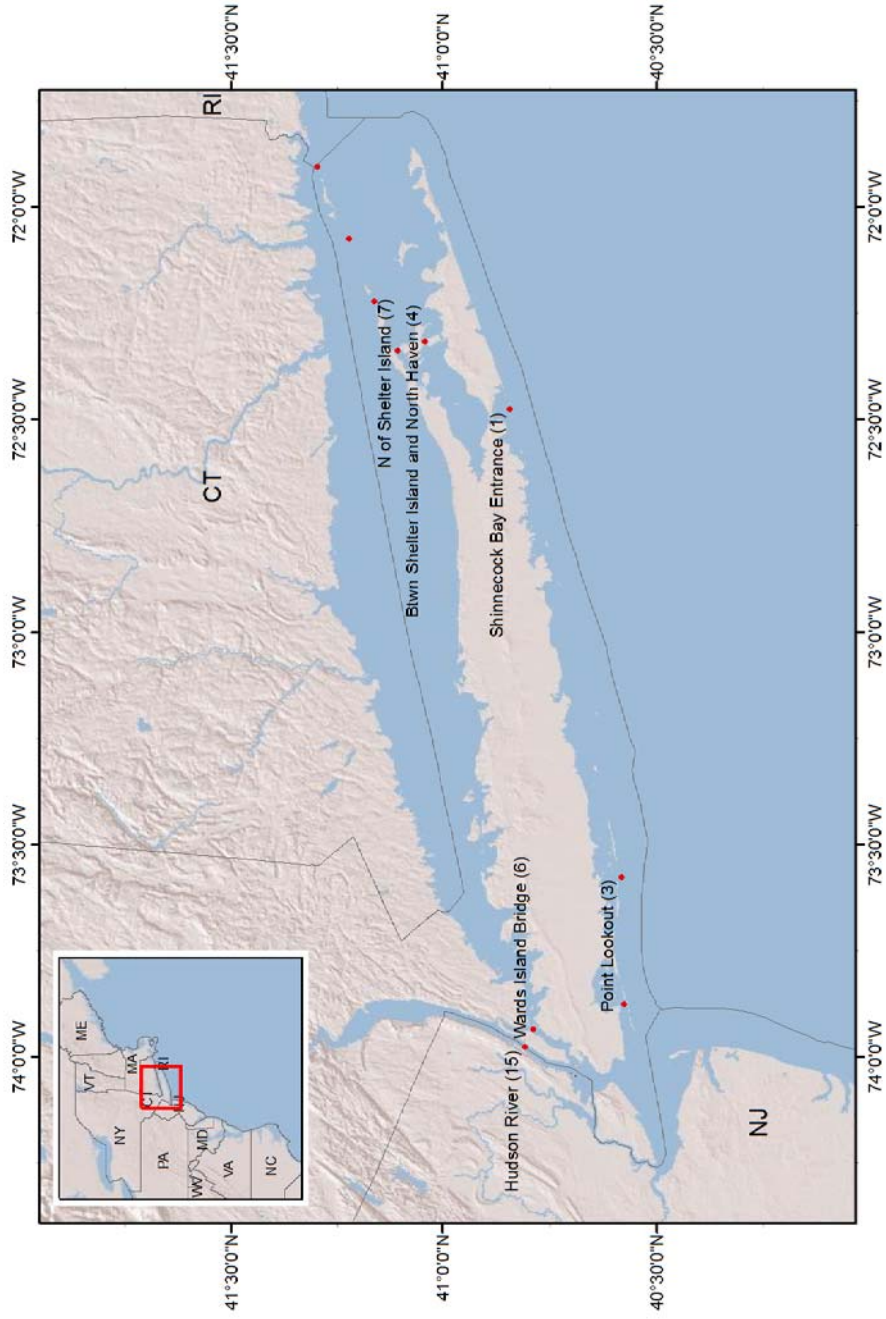 74°0'0"W
73°30'0"W
73°0'0"W
72°30'0"W
72°0'0"W
41°30'0"N
41°0'0"N
40°30'0"N
41°30'0"N
41°0'0"N
40°30'0"N
ME
VT
NY
MA
CT
RI
PA
NJ
MD
WV
VA
NC
CT
RI
N of Shelter Island (7)
Btwn Shelter Island and North Haven (4)
Shinnecock Bay Entrance (1)
Wards Island Bridge (6)
Hudson River (15)
Point Lookout (3)
NJ
74°0'0"W
73°30'0"W
73°0'0"W
72°30'0"W
72°0'0"W